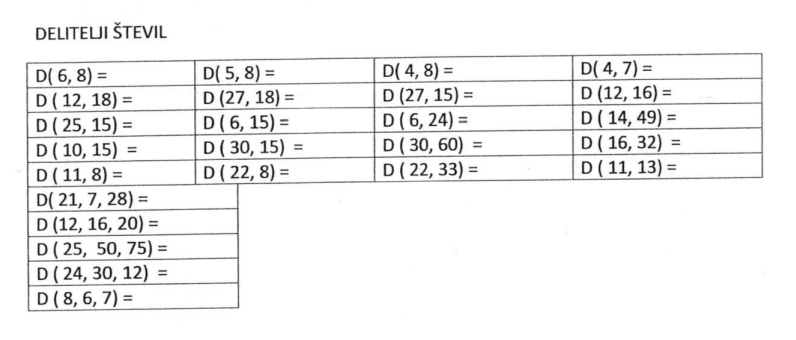 DELITELJI ŠTEVIL
D( 6, 8) = D( 5, 8) = D( 4, 8) = D( 4, 7) =
D ( 12, 18) = D (27, 18) = D (27, 15) = D (12, 16) =
D ( 25, 15) = D ( 6, 15) = D ( 6, 24) = D ( 14, 49) =
D ( 10, 15) = D ( 30, 15) = D ( 30, 60) = D ( 16, 32) =
D ( 11, 8) = D ( 22, 8) = D ( 22, 33) = D ( 11, 13) =
D( 21, 7, 28) =
D (12, 16, 20) =
D ( 25, 50, 75) =
D ( 24, 30, 12) =
D ( 8, 6, 7) =